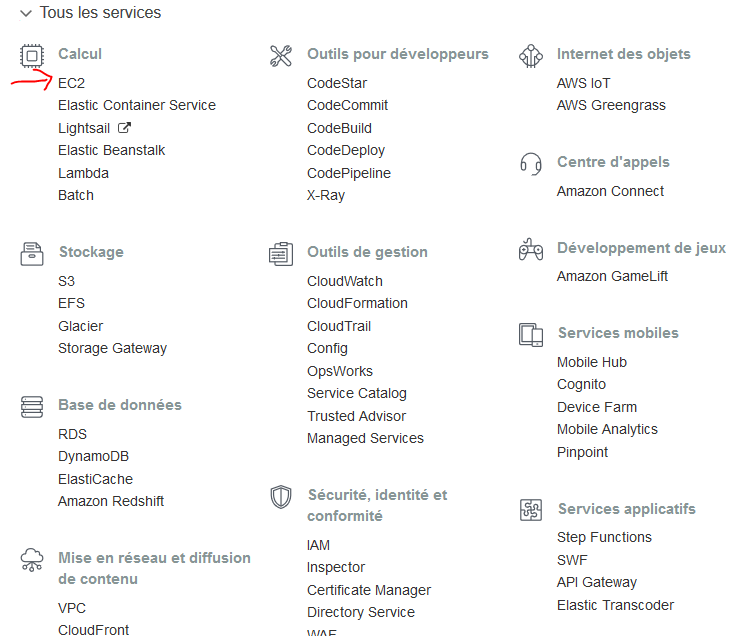 Tous les services
Calcul
EC2
Elastic Container Service
Lightsail
Elastic Beanstalk
Lambda
Batch
Stockage
S3
EFS
Glacier
Storage Gateway
Base de données
RDS
DynamoDB
ElastiCache
Amazon Redshift
Mise en réseau et diffusion
de contenu
VPC
CloudFront
Outils pour développeurs
CodeStar
CodeCommit
CodeBuild
CodeDeploy
CodePipeline
X-Ray
Outils de gestion
CloudWatch
CloudFormation
CloudTrail
Config
OpsWorks
Service Catalog
Trusted Advisor
Managed Services
Sécurité, identité et
conformité
IAM
Inspector
Certificate Manager
Directory Service
WAF
Internet des objets
AWS IoT
AWS Greengrass
Centre d'appels
Amazon Connect
Développement de jeux
Amazon GameLift
Services mobiles
Mobile Hub
Cognito
Device Farm
Mobile Analytics
Pinpoint
Services applicatifs
Step Functions
SWF
API Gateway
Elastic Transcoder